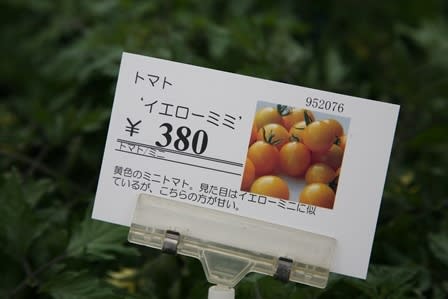 トマト
952076
'イエローミミ'
¥ 380
トマト/ミニ
黄色のミニトマト。見た目はイエローミニに似
ているが、こちらの方が甘い。